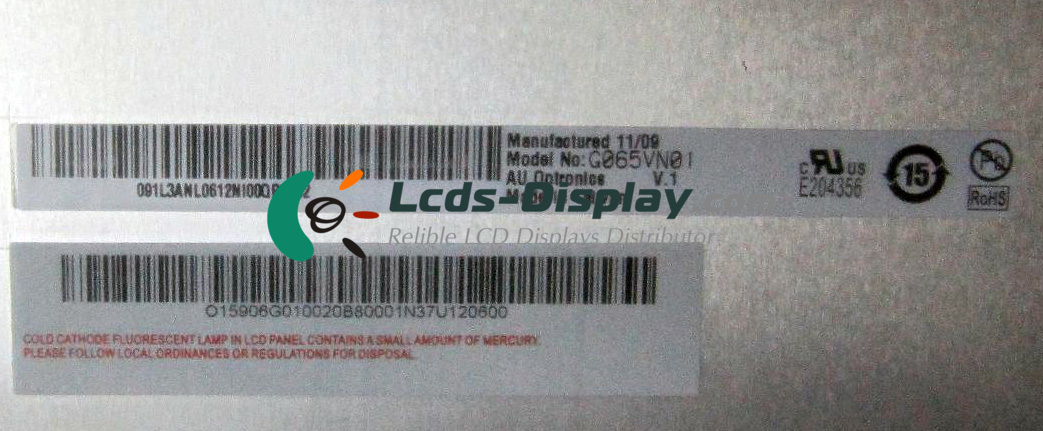 Manufactured 11/09
Model No: G065VN01
AU Optronics V.1
c UR US
E204356
15
Pb
RoHS
Lcds-Display
Relible LCD Displays Distributor
O15906G010020B80001N37U120600
COLD CATHODE FLUORESCENT LAMP IN LCD PANEL CONTAINS A SMALL AMOUNT OF MERCURY.
PLEASE FOLLOW LOCAL ORDINANCES OR REGULATIONS FOR DISPOSAL.